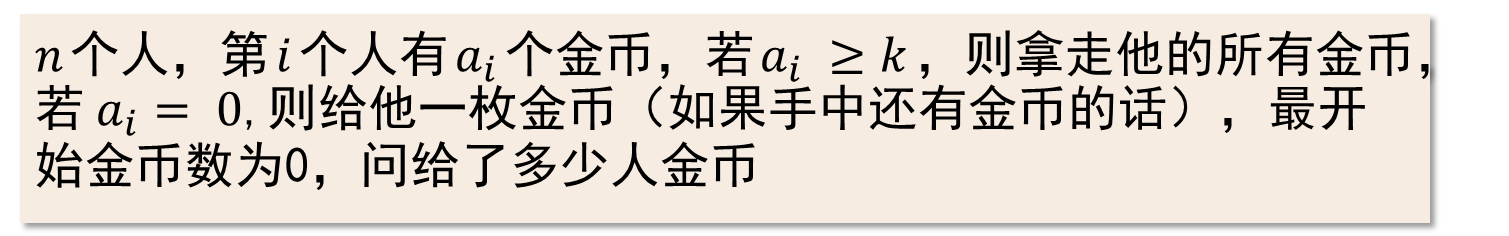 n个人，第i个人有aᵢ个金币，若aᵢ ≥ k，则拿走他的所有金币，
若 aᵢ = 0,则给他一枚金币（如果手中还有金币的话），最开
始金币数为0，问给了多少人金币